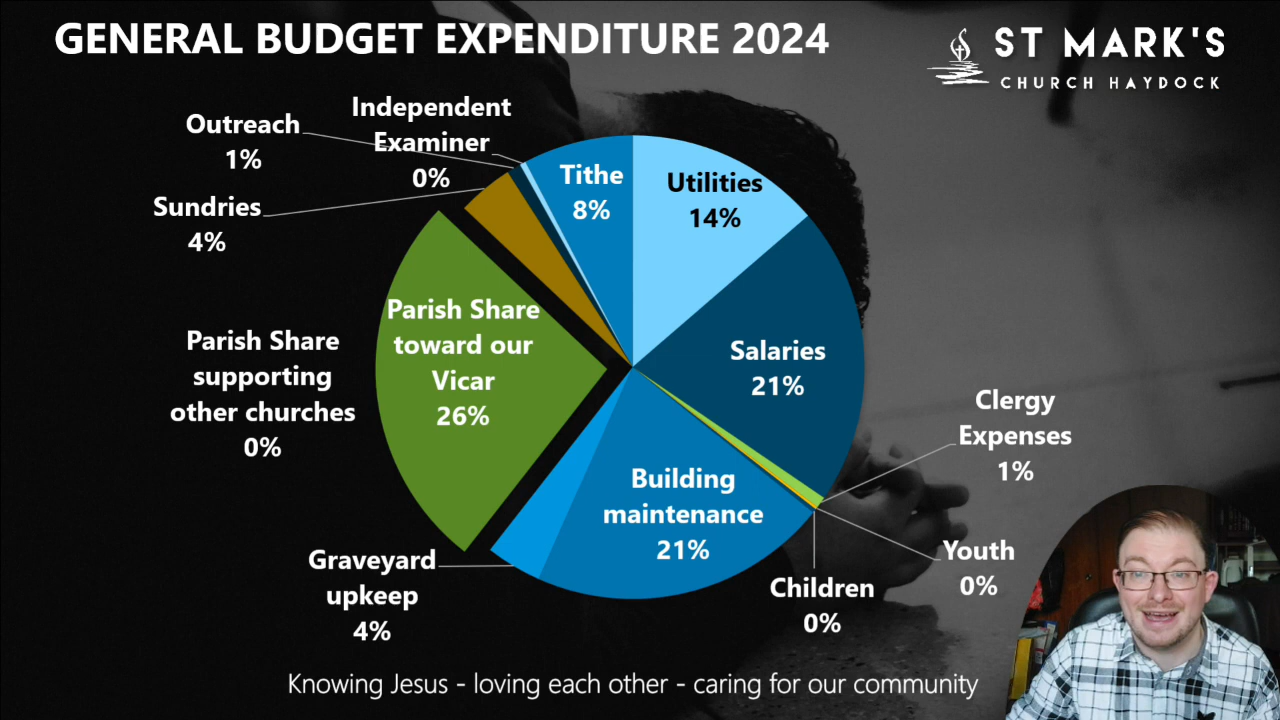 GENERAL BUDGET EXPENDITURE 2024
ST MARK'S
CHURCH HAYDOCK
Independent
Examiner
0%
Outreach
1%
Sundries
4%
Tithe
8%
Utilities
14%
Parish Share
toward our
Vicar
26%
Parish Share
supporting
other churches
0%
Salaries
21%
Clergy
Expenses
1%
Building
maintenance
21%
Youth
0%
Children
0%
Graveyard
upkeep
4%
Knowing Jesus - loving each other - caring for our community